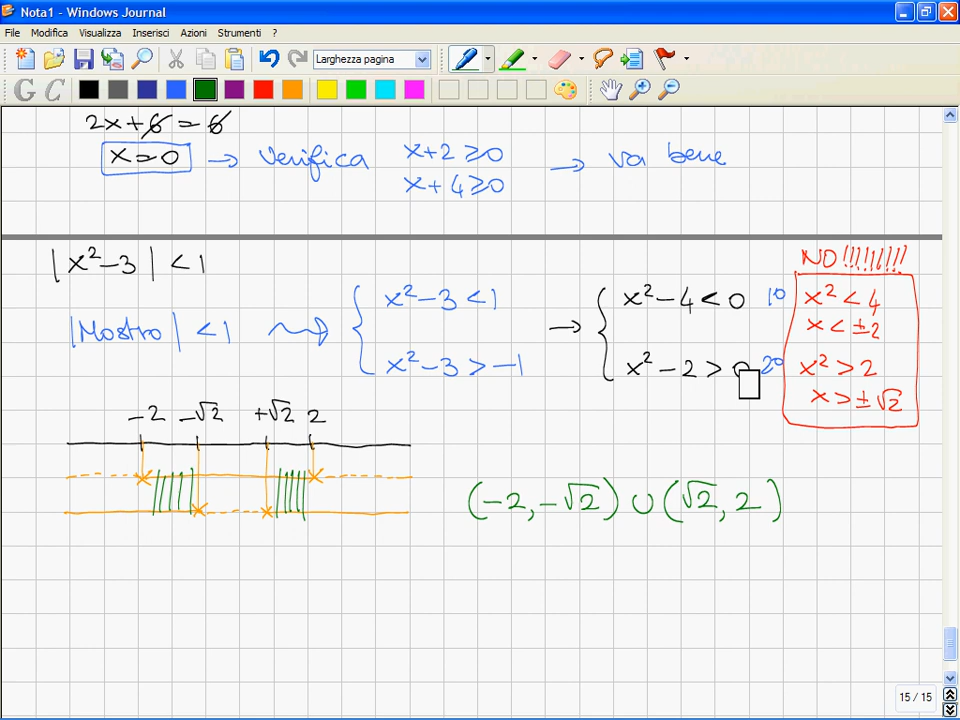 Nota1 - Windows Journal
File Modifica Visualizza Inserisci Azioni Strumenti ?
Larghezza pagina
G C
2x+6 = 6
x=0 → Verifica x+2 ≥0 → va bene
x+4≥0
|x²-3| <1
NO!!!!!!!!!
|Mostro| <1
x²-3 <1
x²-3 > -1
→ x²-4<0 1°
x²-2> 2°
x² < 4
x < ±2
x² > 2
x > ± √2
-2 -√2 +√2 2
(-2, -√2) ∪ (√2, 2)
15 / 15